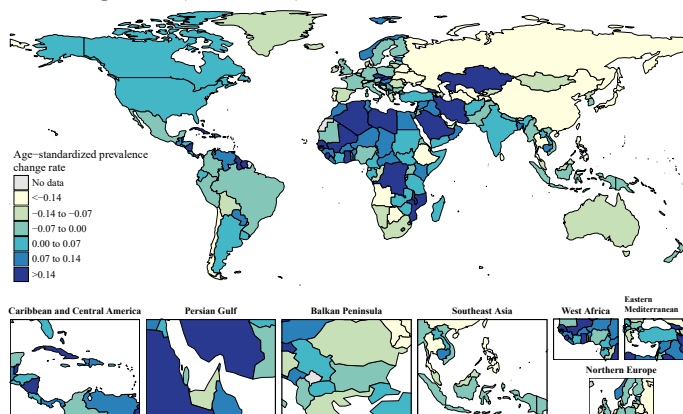 Age−standardized prevalence
change rate
No data
<−0.14
−0.14 to −0.07
−0.07 to 0.00
0.00 to 0.07
0.07 to 0.14
>0.14
Caribbean and Central America
Persian Gulf
Balkan Peninsula
Southeast Asia
West Africa
Eastern
Mediterranean
Northern Europe